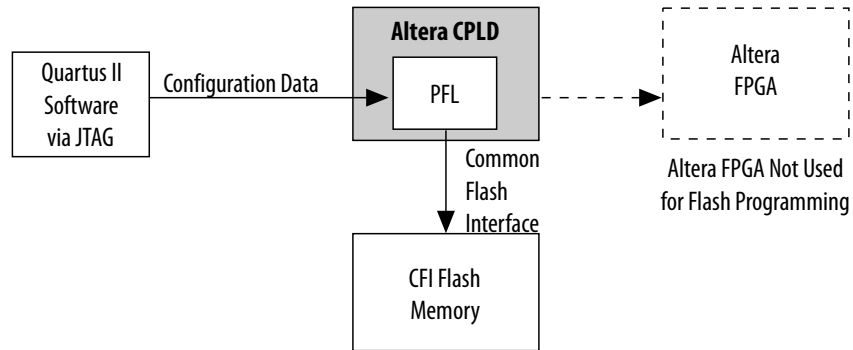 Altera CPLD
Quartus II
Software
via JTAG
Configuration Data
PFL
Altera
FPGA
Common
Flash
Interface
Altera FPGA Not Used
for Flash Programming
CFI Flash
Memory